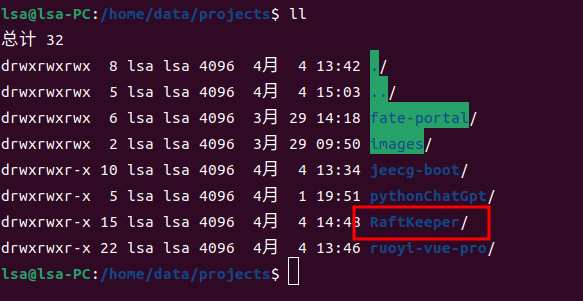 lsa@lsa-PC:/home/data/projects$ ll
总计 32
drwxrwxrwx  8 lsa lsa 4096  4月   4 13:42 ./
drwxrwxrwx  5 lsa lsa 4096  4月   4 15:03 ../
drwxrwxrwx  6 lsa lsa 4096  3月  29 14:18 fate-portal/
drwxrwxrwx  2 lsa lsa 4096  3月  29 09:50 images/
drwxrwxr-x 10 lsa lsa 4096  4月   4 13:34 jeecg-boot/
drwxrwxr-x  5 lsa lsa 4096  4月   1 19:51 pythonChatGpt/
drwxrwxr-x 15 lsa lsa 4096  4月   4 14:43 RaftKeeper/
drwxrwxr-x 22 lsa lsa 4096  4月   4 13:46 ruoyi-vue-pro/
lsa@lsa-PC:/home/data/projects$